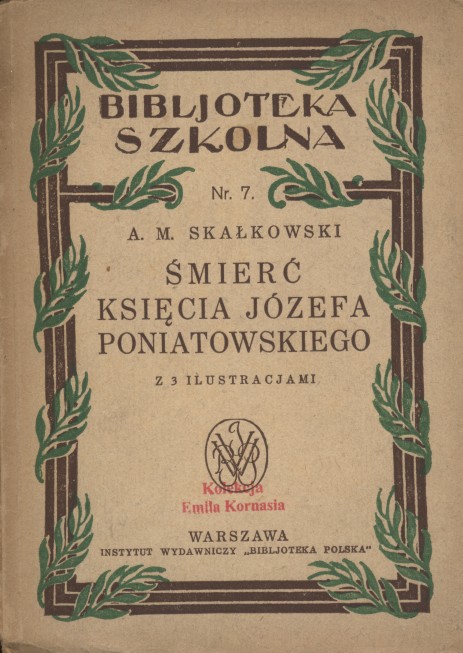 BIBLJOTEKA
SZKOLNA
Nr. 7.
A. M. SKAŁKOWSKI
ŚMIERĆ
KSIĘCIA JÓZEFA
PONIATOWSKIEGO
Z 3 ILUSTRACJAMI
Kolekcja
Emila Kornasia
WARSZAWA
INSTYTUT WYDAWNICZY „BIBLJOTEKA POLSKA"